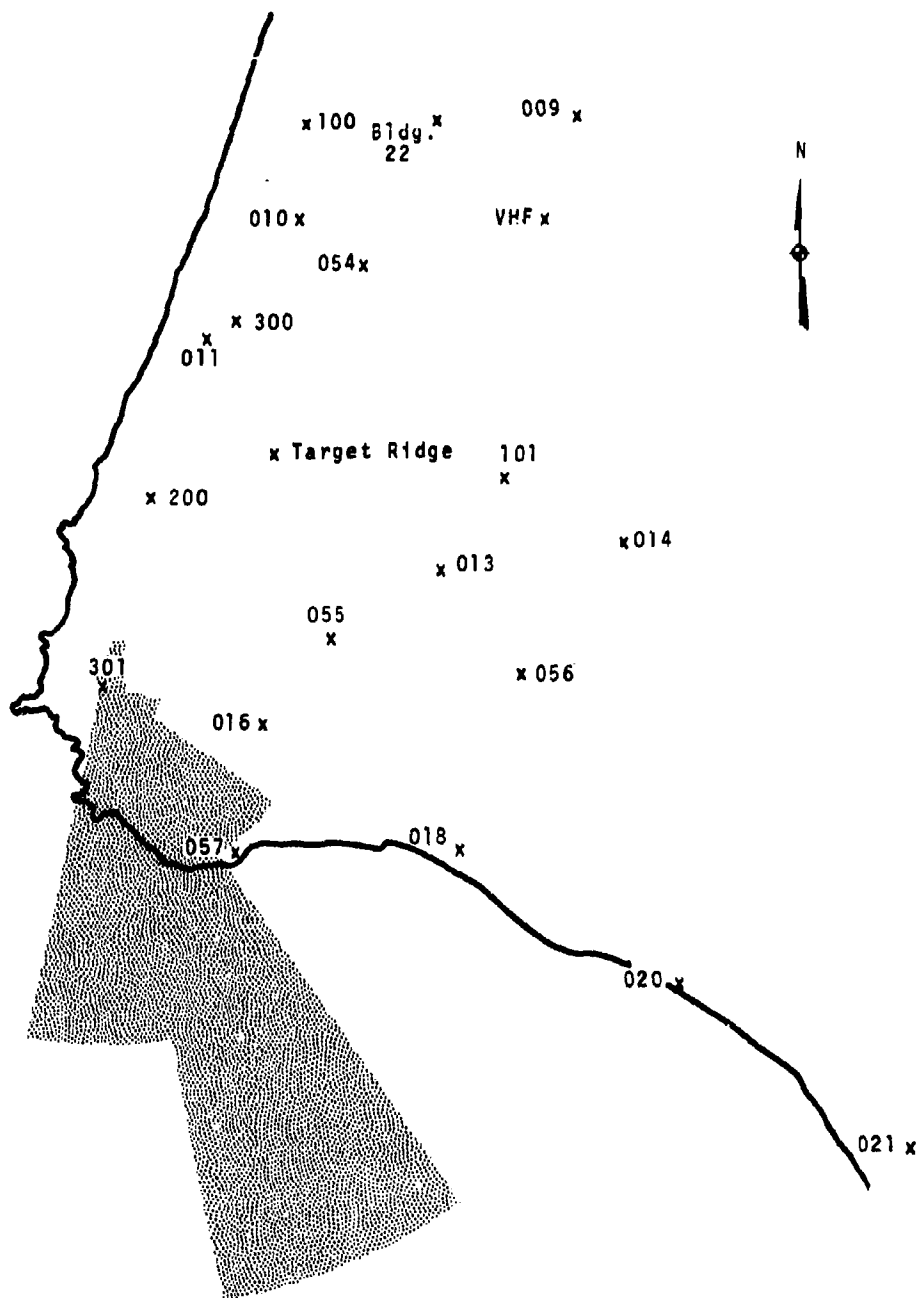 x 100
Bldg. x
22
009 x
N
010 x
VHF x
054 x
x 300
x
011
x Target Ridge
101
x
x 200
x 014
x 013
055
x
301
x
x 056
016 x
057 x
018 x
020 x
021 x